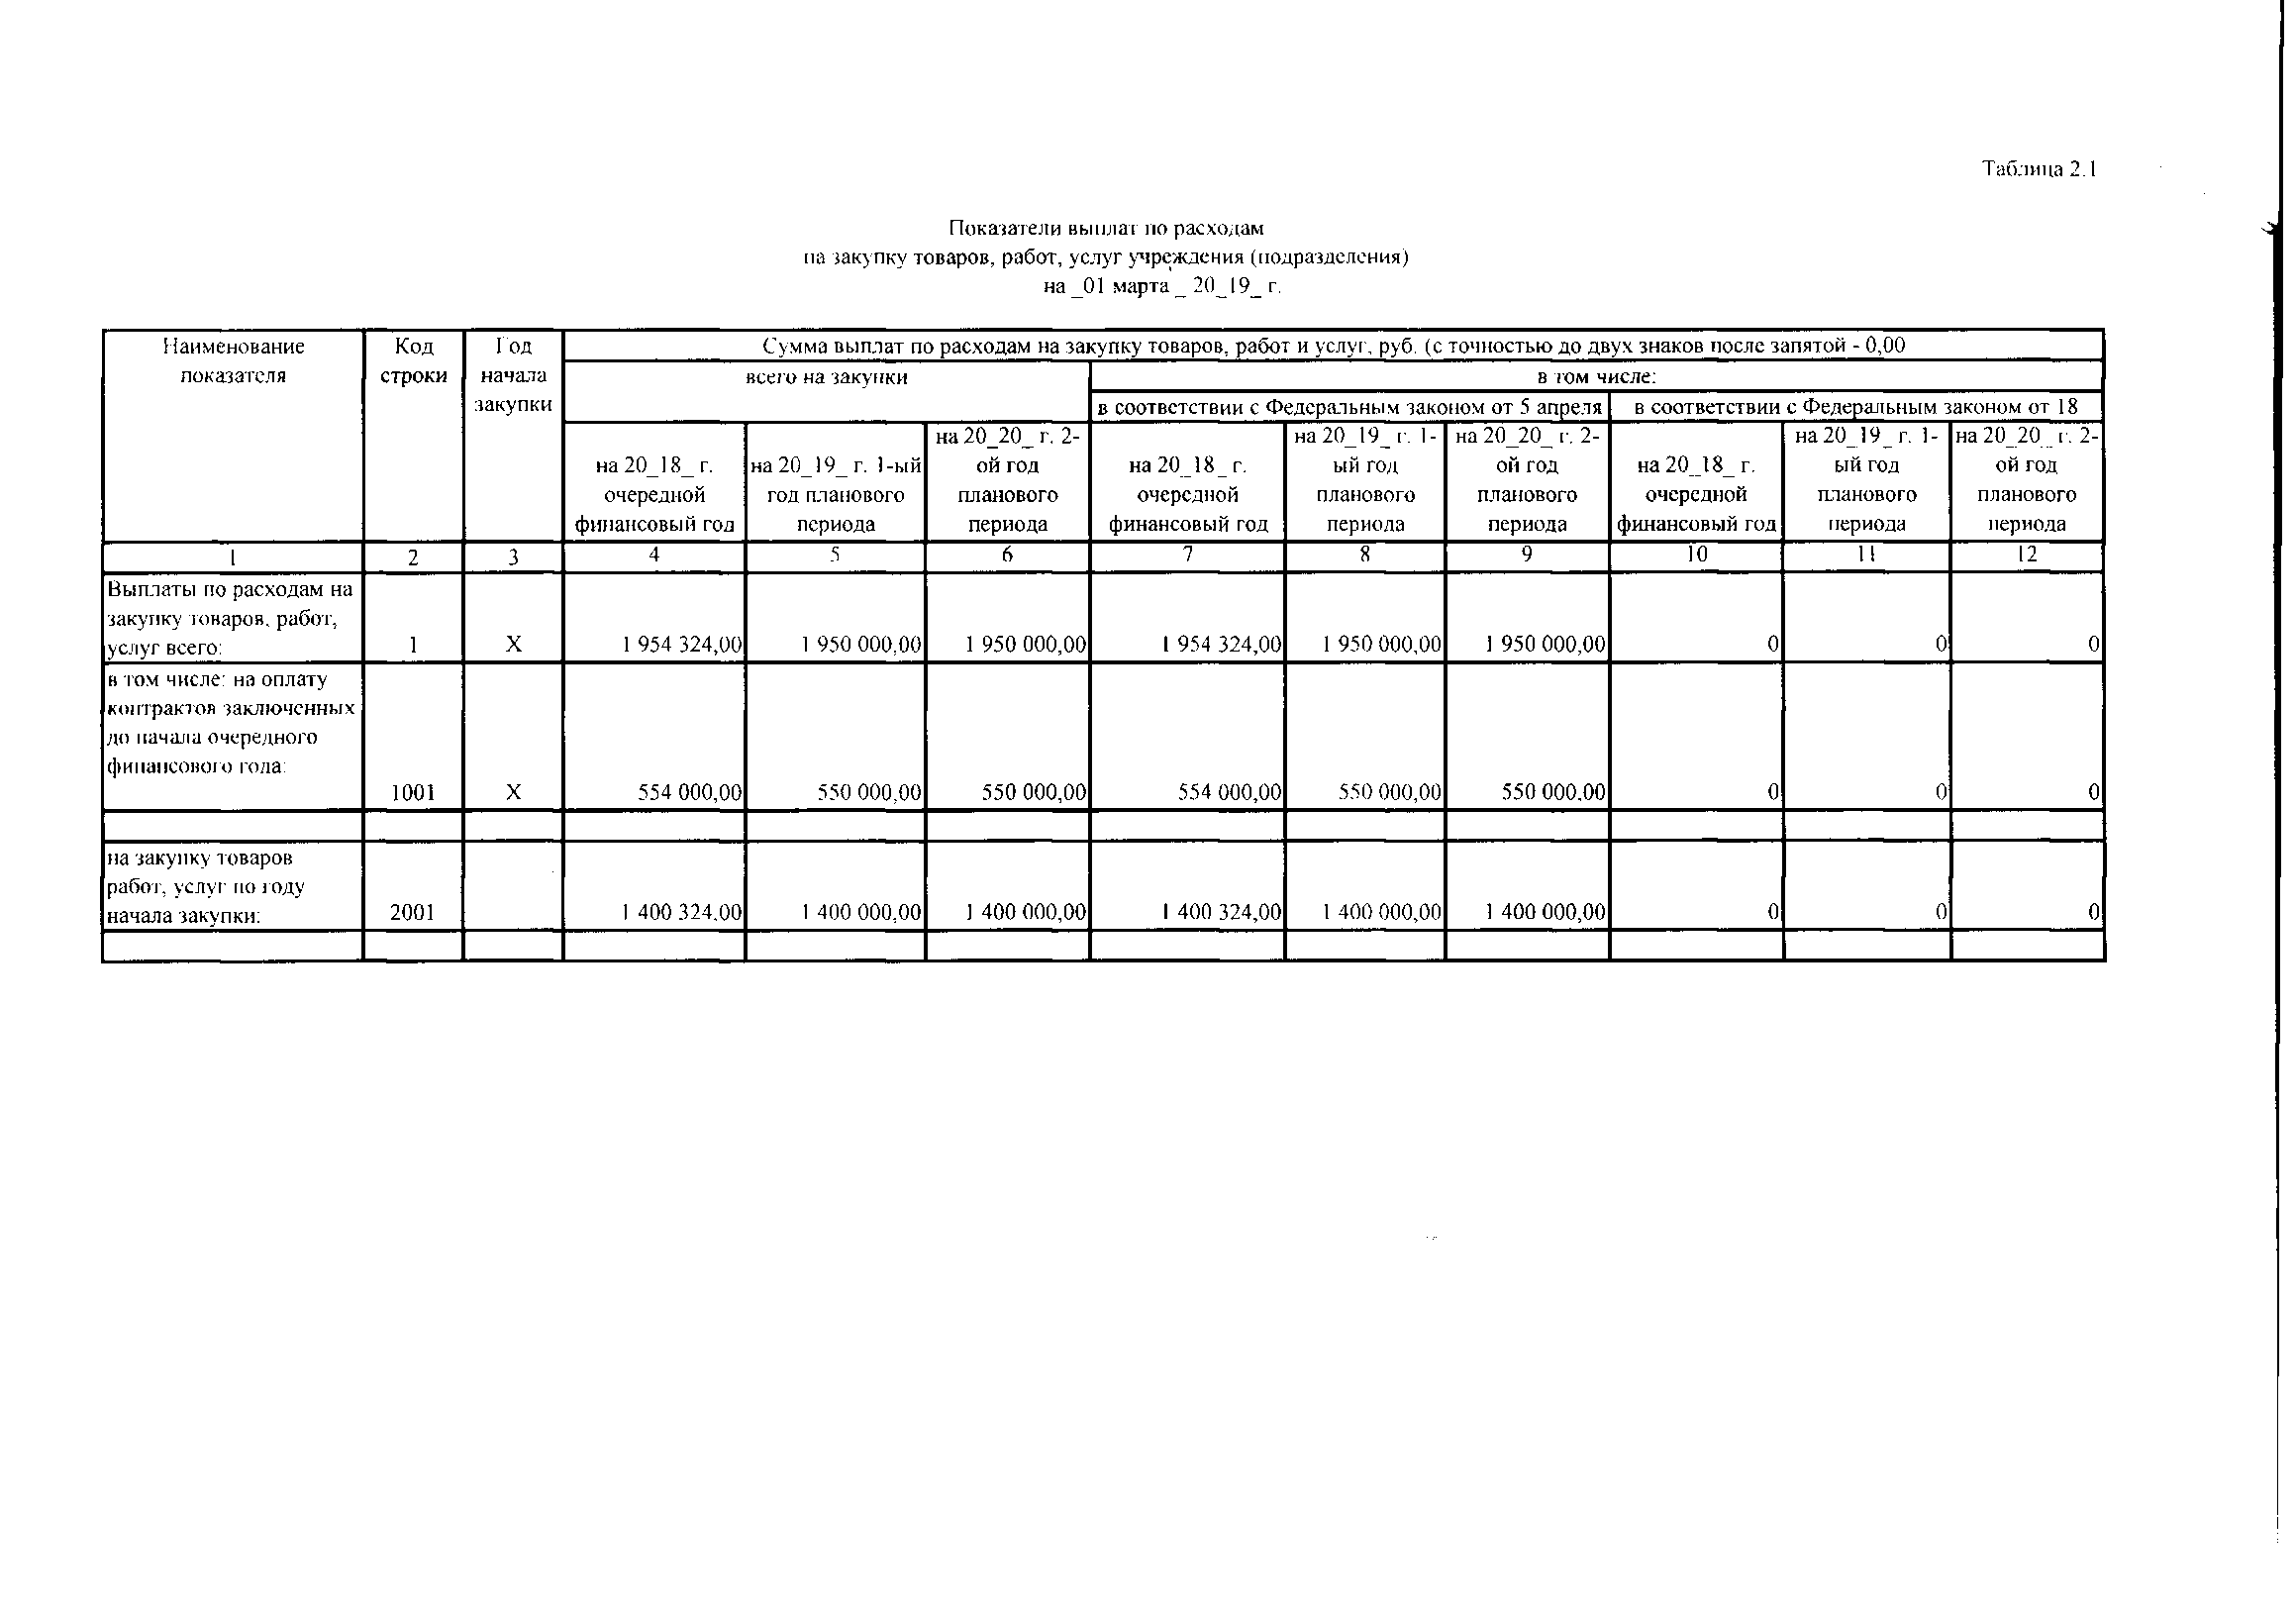 Таблица 2.1
Показатели выплат по расходам
на закупку товаров, работ, услуг учреждения (подразделения)
на _01 марта _ 20_19_ г.
Наименование показателя
Код строки
Год начала закупки
Сумма выплат по расходам на закупку товаров, работ и услуг, руб. (с точностью до двух знаков после запятой - 0,00
всего на закупки
в том числе:
в соответствии с Федеральным законом от 5 апреля
в соответствии с Федеральным законом от 18
на 20_18_ г. очередной финансовый год
на 20_19_ г. 1-ый год планового периода
на 20_20_ г. 2-ой год планового периода
на 20_18_ г. очередной финансовый год
на 20_19_ г. 1-ый год планового периода
на 20_20_ г. 2-ой год планового периода
на 20_18_ г. очередной финансовый год
на 20_19_ г. 1-ый год планового периода
на 20_20_ г. 2-ой год планового периода
1 2 3 4 5 6 7 8 9 10 11 12
Выплаты по расходам на
закупку товаров, работ,
услуг всего: 1 X 1 954 324,00 1 950 000,00 1 950 000,00 1 954 324,00 1 950 000,00 1 950 000,00 0 0 0
в том числе: на оплату
контрактов заключенных
до начала очередного
финансового года:
1001 X 554 000,00 550 000,00 550 000,00 554 000,00 550 000,00 550 000,00 0 0 0
на закупку товаров
работ, услуг по году
начала закупки: 2001 1 400 324,00 1 400 000,00 1 400 000,00 1 400 324,00 1 400 000,00 1 400 000,00 0 0 0